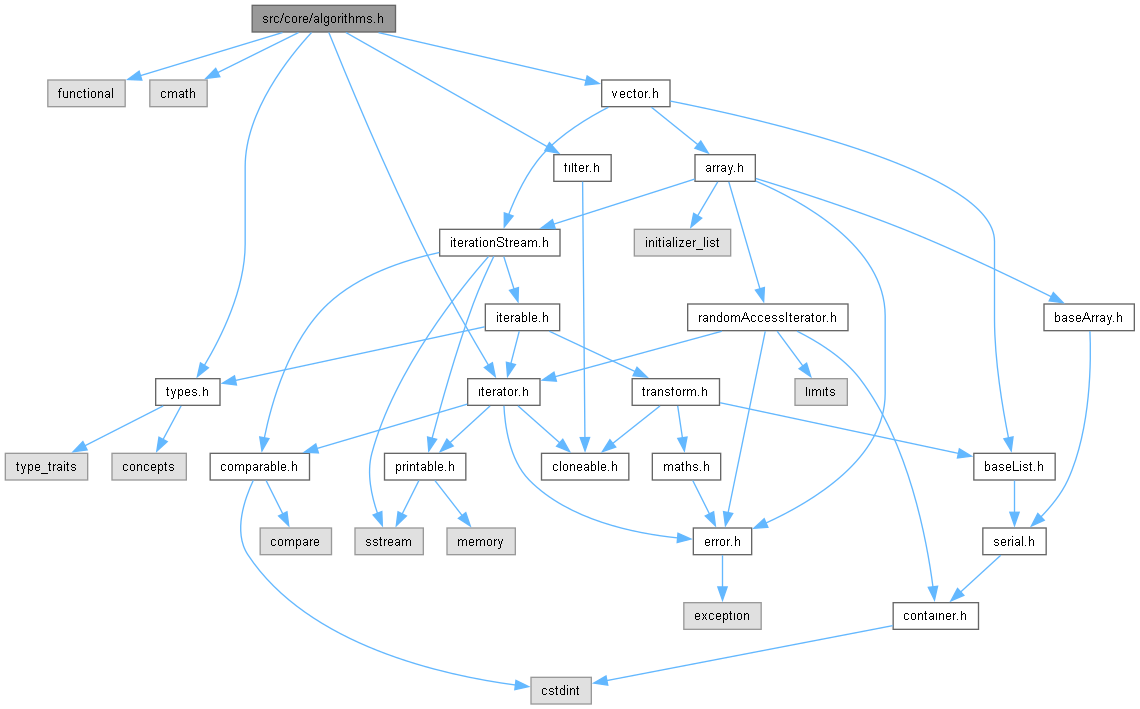 src/core/algorithms.h
functional
cmath
vector.h
filter.h
array.h
iterationStream.h
initializer_list
iterable.h
randomAccessIterator.h
baseArray.h
types.h
iterator.h
transform.h
limits
type_traits
concepts
comparable.h
printable.h
cloneable.h
maths.h
baseList.h
compare
sstream
memory
error.h
serial.h
exception
container.h
cstdint